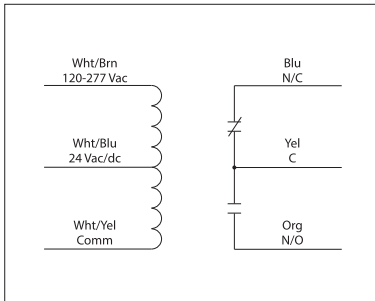 Wht/Brn
120-277 Vac
Wht/Blu
24 Vac/dc
Wht/Yel
Comm
Blu
N/C
Yel
C
Org
N/O